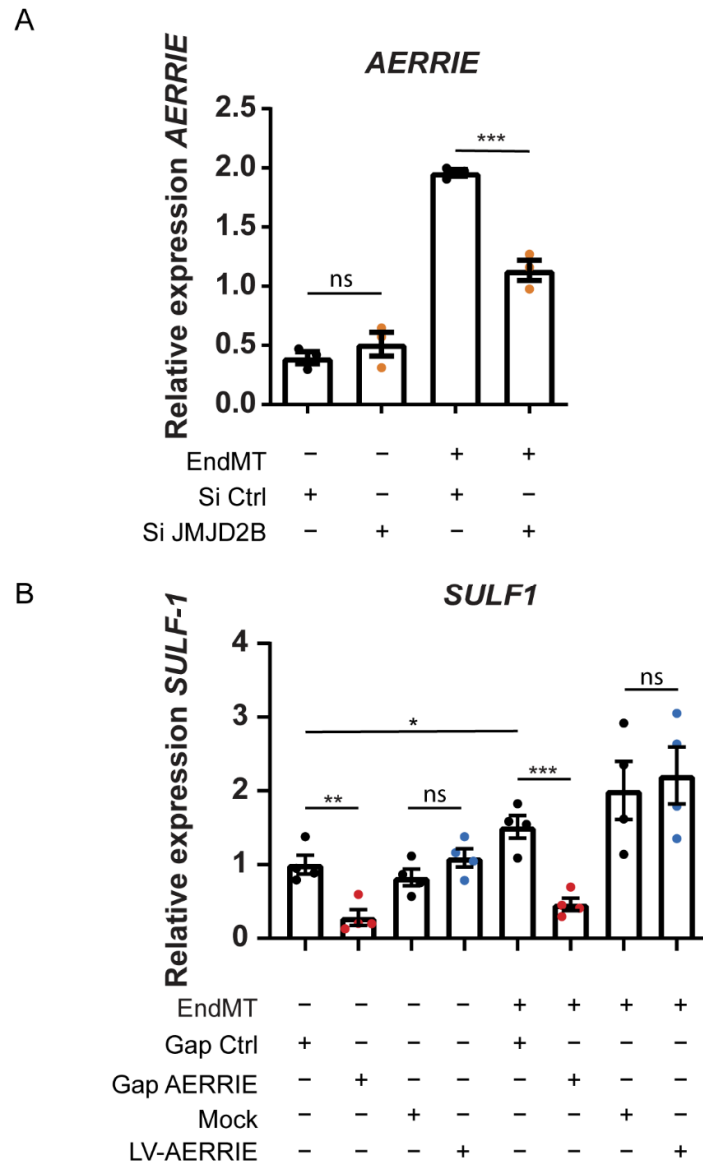 A
AERRIE
Relative expression AERRIE
2.5
2.0
1.5
1.0
0.5
0.0
***
ns
EndMT − − + +
Si Ctrl + − + −
Si JMJD2B − + − +
B
SULF1
Relative expression SULF-1
4
3
2
1
0
ns
*
***
**
ns
EndMT − − − − + + + +
Gap Ctrl + − − − + − − −
Gap AERRIE − + − − − + − −
Mock − − + − − − + −
LV-AERRIE − − − + − − − +